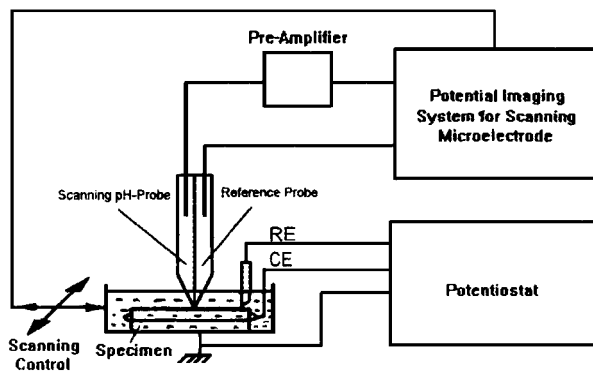 Pre-Amplifier
Potential Imaging
System for Scanning
Microelectrode
Scanning pH-Probe
Reference Probe
RE
CE
Potentiostat
Scanning
Control
Specimen